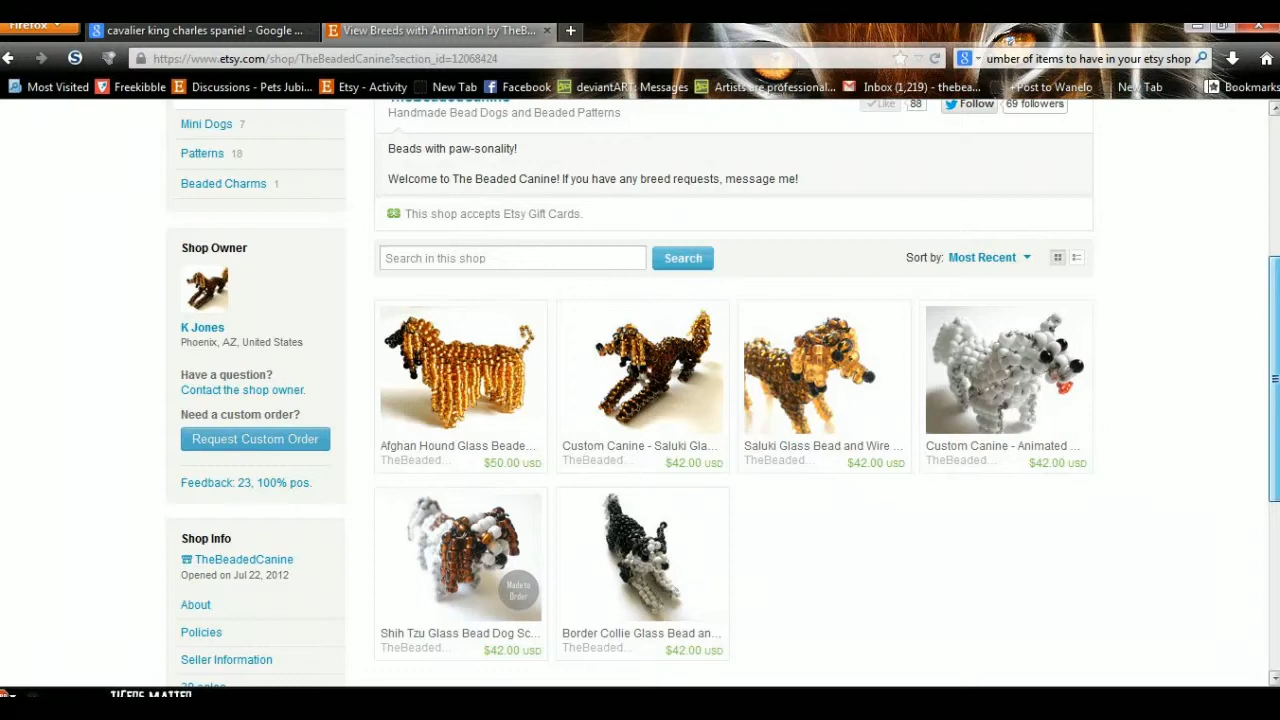 Firefox
cavalier king charles spaniel - Google ...
View Breeds with Animation by TheB...
https://www.etsy.com/shop/TheBeadedCanine?section_id=12068424
umber of items to have in your etsy shop
Most Visited
Freekibble
Discussions - Pets Jubi...
Etsy - Activity
New Tab
Facebook
deviantART: Messages
Artists are professional...
Inbox (1,219) - thebea...
+Post to Wanelo
New Tab
Bookmarks
TheBeadedCanine
Handmade Bead Dogs and Beaded Patterns
Like 88
Follow 69 followers
Mini Dogs 7
Patterns 18
Beaded Charms 1
Beads with paw-sonality!
Welcome to The Beaded Canine! If you have any breed requests, message me!
This shop accepts Etsy Gift Cards.
Search in this shop
Search
Sort by: Most Recent
Shop Owner
K Jones
Phoenix, AZ, United States
Have a question?
Contact the shop owner.
Need a custom order?
Request Custom Order
Feedback: 23, 100% pos.
Shop Info
TheBeadedCanine
Opened on Jul 22, 2012
About
Policies
Seller Information
Afghan Hound Glass Beade...
TheBeaded... $50.00 USD
Custom Canine - Saluki Gla...
TheBeaded... $42.00 USD
Saluki Glass Bead and Wire ...
TheBeaded... $42.00 USD
Custom Canine - Animated ...
TheBeaded... $42.00 USD
Made to
Order
Shih Tzu Glass Bead Dog Sc...
TheBeaded... $42.00 USD
Border Collie Glass Bead an...
TheBeaded... $42.00 USD
TIGERS MATTER